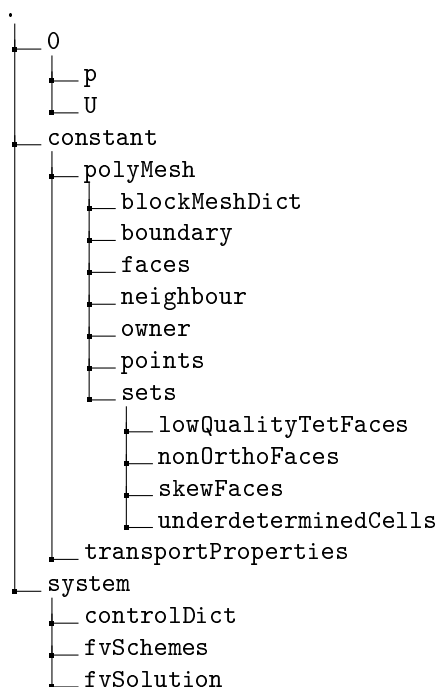 .
0
p
U
constant
polyMesh
blockMeshDict
boundary
faces
neighbour
owner
points
sets
lowQualityTetFaces
nonOrthoFaces
skewFaces
underdeterminedCells
transportProperties
system
controlDict
fvSchemes
fvSolution